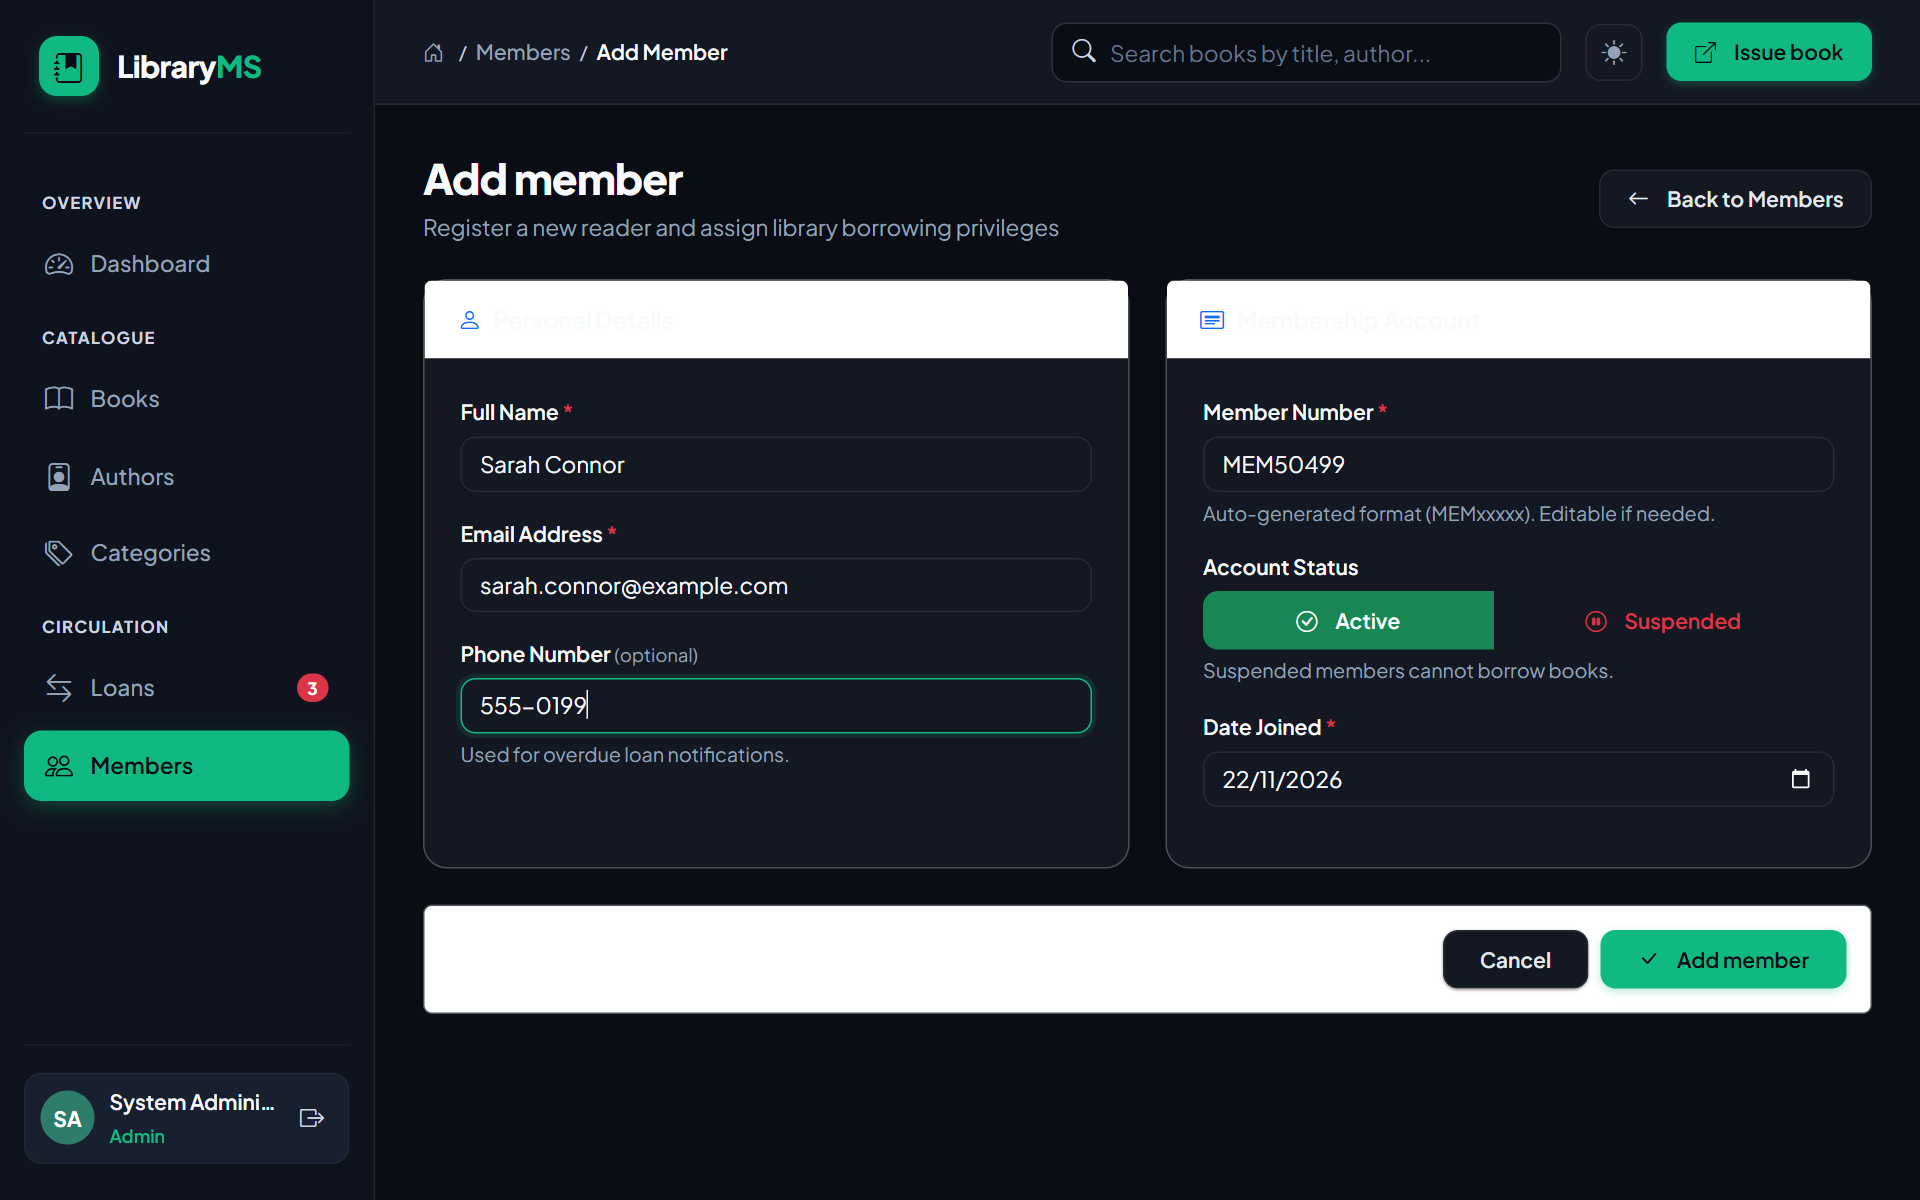 LibraryMS
/ Members / Add Member
Search books by title, author...
Issue book
OVERVIEW
Dashboard
CATALOGUE
Books
Authors
Categories
CIRCULATION
Loans 3
Members
SA System Admini...
Admin
Add member
Register a new reader and assign library borrowing privileges
Back to Members
Personal Details
Full Name *
Sarah Connor
Email Address *
sarah.connor@example.com
Phone Number (optional)
555-0199
Used for overdue loan notifications.
Membership Account
Member Number *
MEM50499
Auto-generated format (MEMxxxxx). Editable if needed.
Account Status
Active Suspended
Suspended members cannot borrow books.
Date Joined *
22/11/2026
Cancel Add member